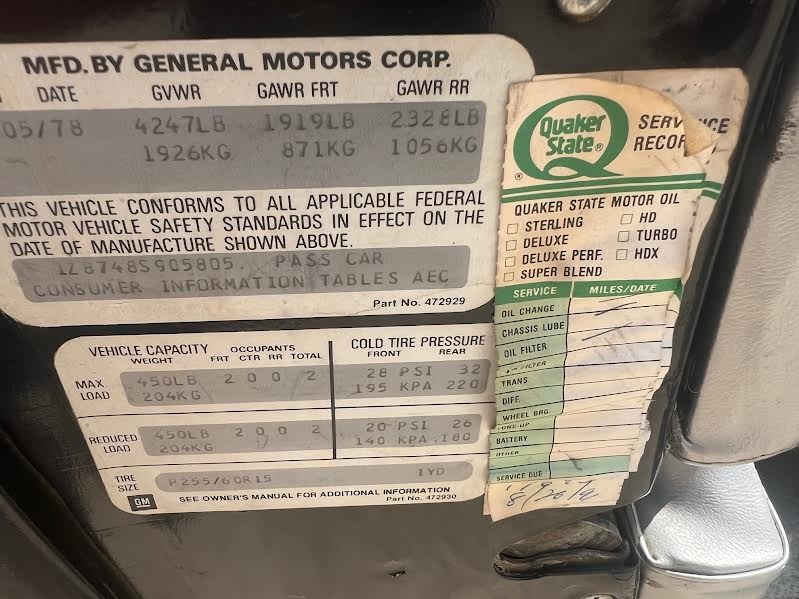 MFD. BY GENERAL MOTORS CORP.
DATE GVWR GAWR FRT GAWR RR
05/78 4247LB 1919LB 2328LB
1926KG 871KG 1056KG
THIS VEHICLE CONFORMS TO ALL APPLICABLE FEDERAL
MOTOR VEHICLE SAFETY STANDARDS IN EFFECT ON THE
DATE OF MANUFACTURE SHOWN ABOVE.
1Z8748S905805. PASS CAR
CONSUMER INFORMATION TABLES AEC
Part No. 472929
VEHICLE CAPACITY OCCUPANTS COLD TIRE PRESSURE
WEIGHT FRT CTR RR TOTAL FRONT REAR
MAX LOAD 450LB 2 0 0 2 28 PSI 32
204KG 195 KPA 220
REDUCED LOAD 450LB 2 0 0 2 20 PSI 26
204KG 140 KPA 180
TIRE SIZE P255/60R15 1YD
GM SEE OWNER'S MANUAL FOR ADDITIONAL INFORMATION
Part No. 472930
Quaker State® SERVICE
RECOR
QUAKER STATE MOTOR OIL
STERLING HD
DELUXE TURBO
DELUXE PERF. HDX
SUPER BLEND
SERVICE MILES/DATE
OIL CHANGE
CHASSIS LUBE
OIL FILTER
FILTER
TRANS.
DIFF.
WHEEL BRG.
TUNE-UP
BATTERY
OTHER
SERVICE DUE